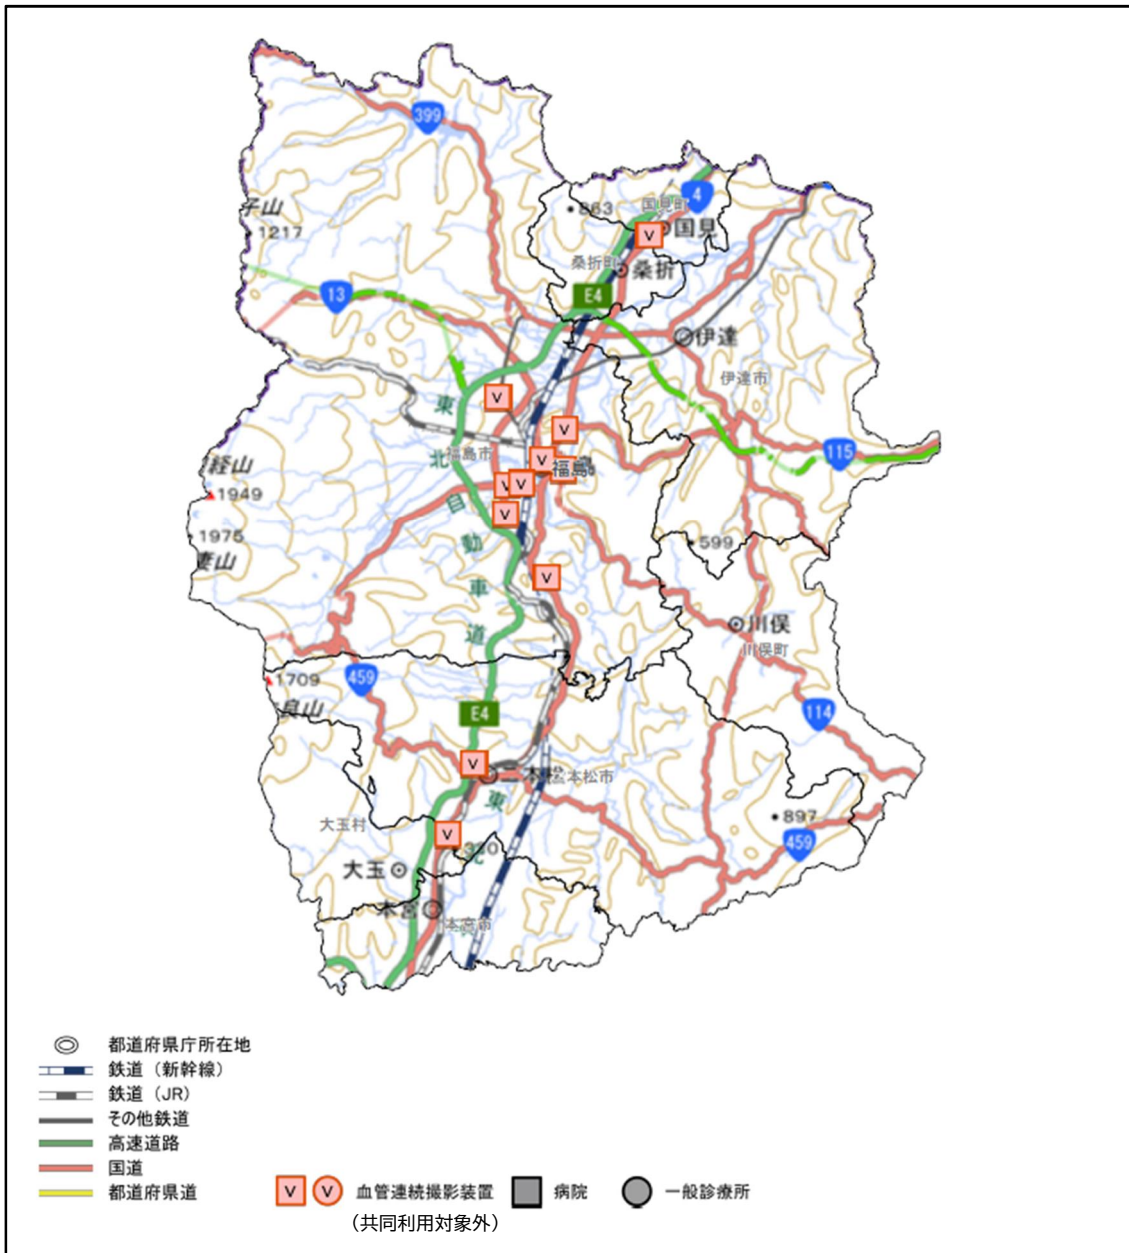 399
4
国見町
863
国見
子山
1217
桑折町
桑折
13
E4
伊達
伊達市
東
北
福島市
115
福島
経山
1949
自
1975
動
599
妻山
車
川俣
道
川俣町
459
1709
良山
E4
114
二本松
二本松市
東
897
大玉村
459
大玉
本宮
本宮市
都道府県庁所在地
鉄道（新幹線）
鉄道（JR）
その他鉄道
高速道路
国道
都道府県道
V V 血管連続撮影装置 病院 一般診療所
（共同利用対象外）